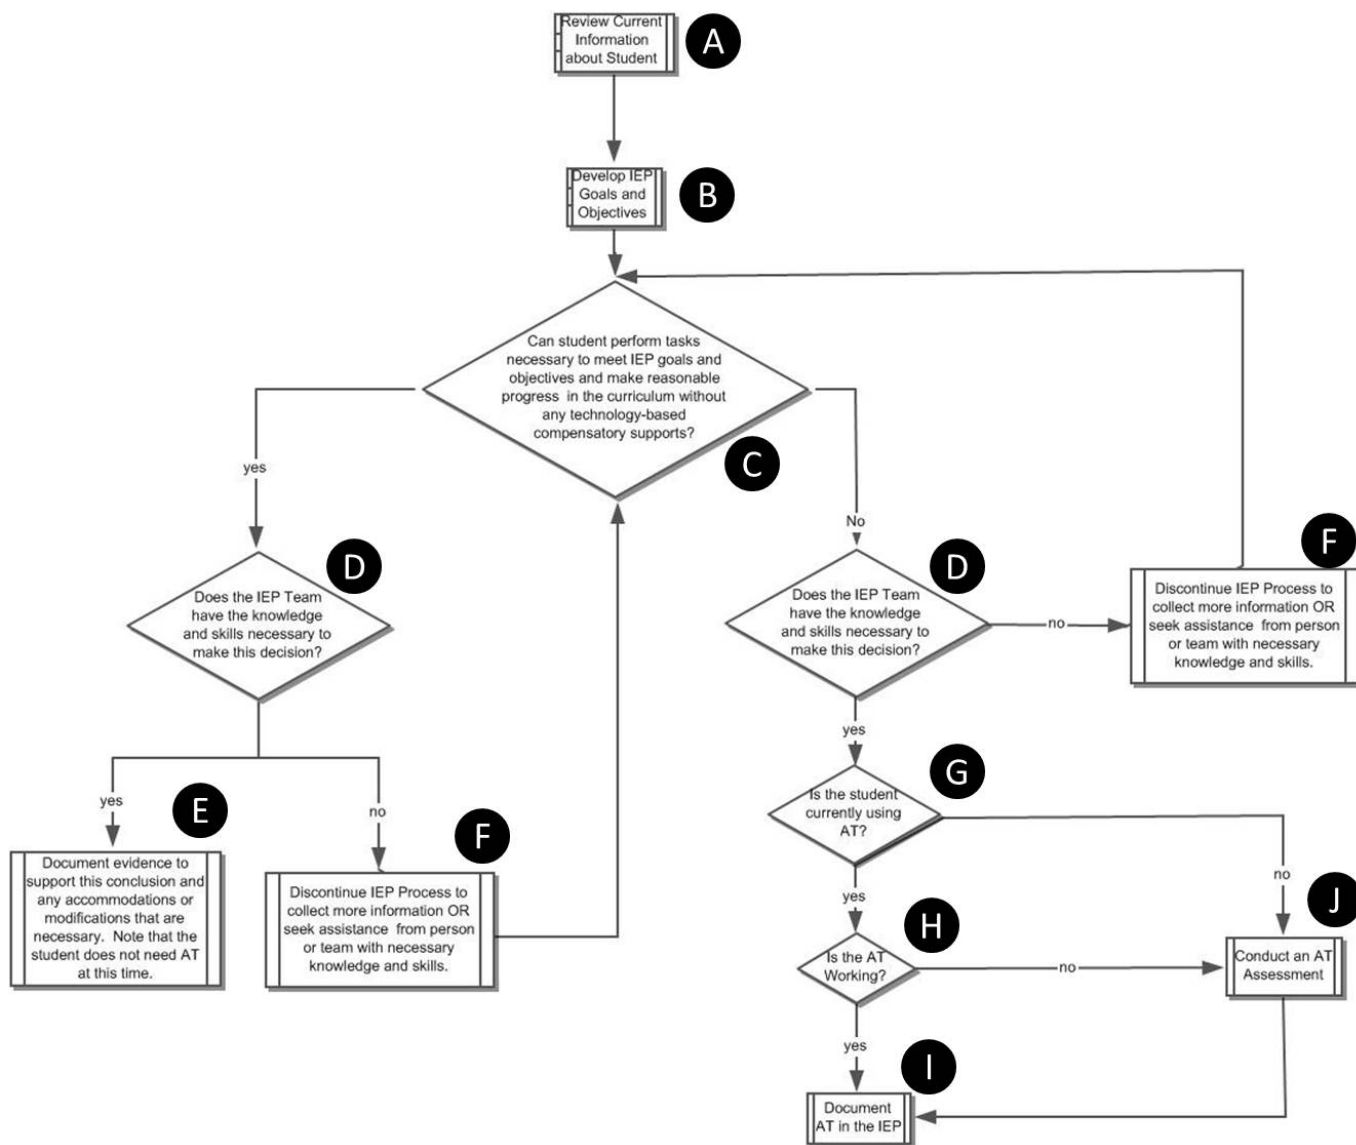 Review Current
Information
about Student
A
Develop IEP
Goals and
Objectives
B
Can student perform tasks
necessary to meet IEP goals and
objectives and make reasonable
progress in the curriculum without
any technology-based
compensatory supports?
C
yes
No
D
Does the IEP Team
have the knowledge
and skills necessary to
make this decision?
D
Does the IEP Team
have the knowledge
and skills necessary to
make this decision?
no
F
Discontinue IEP Process to
collect more information OR
seek assistance from person
or team with necessary
knowledge and skills.
yes
yes
E
Document evidence to
support this conclusion and
any accommodations or
modifications that are
necessary. Note that the
student does not need AT
at this time.
no
F
Discontinue IEP Process to
collect more information OR
seek assistance from person
or team with necessary
knowledge and skills.
G
Is the student
currently using
AT?
no
yes
H
Is the AT
Working?
no
J
Conduct an AT
Assessment
yes
I
Document
AT in the IEP